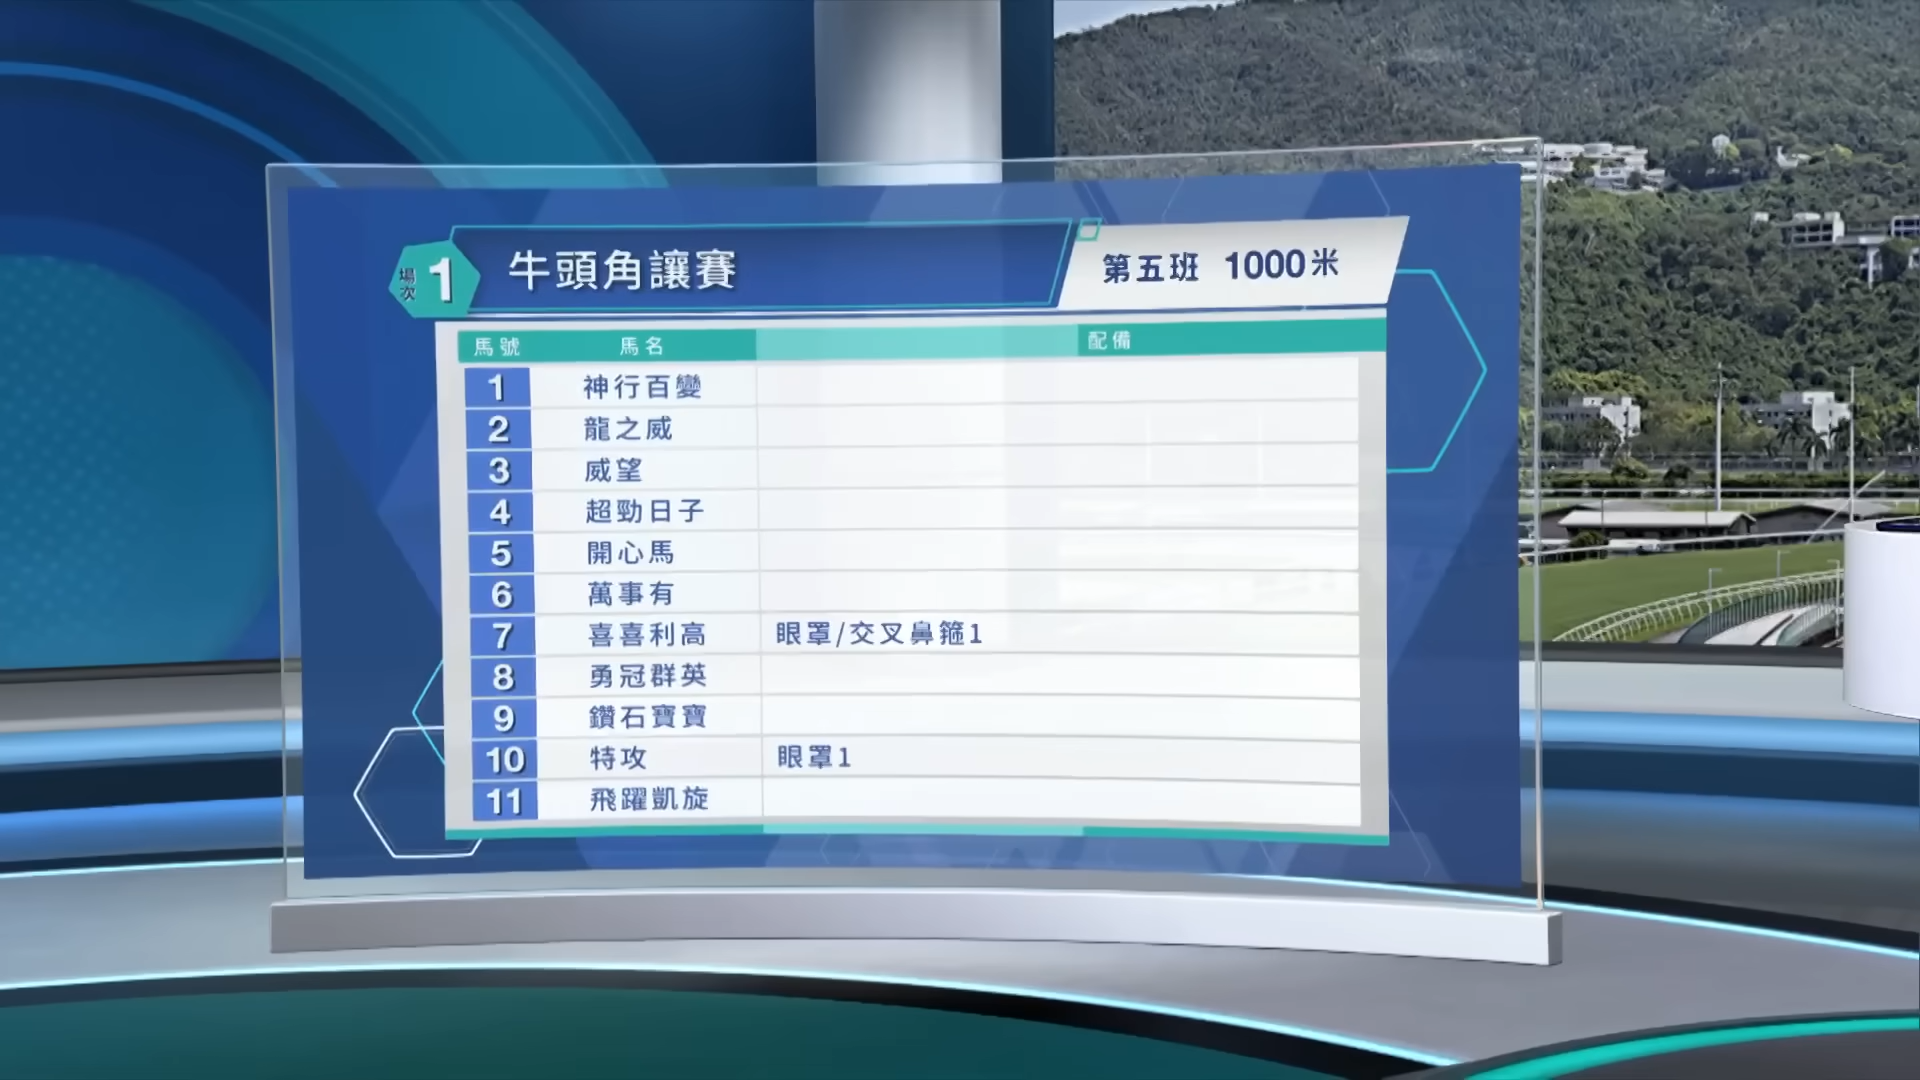 場次 1 牛頭角讓賽 第五班 1000米
馬號 馬名 配備
1 神行百變
2 龍之威
3 威望
4 超勁日子
5 開心馬
6 萬事有
7 喜喜利高 眼罩/交叉鼻箍1
8 勇冠群英
9 鑽石寶寶
10 特攻 眼罩1
11 飛躍凱旋